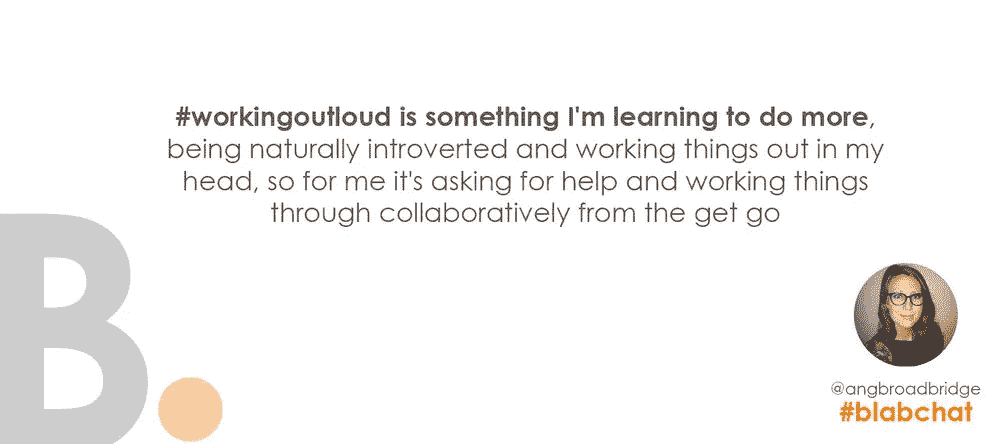 #workingoutloud is something I'm learning to do more,
being naturally introverted and working things out in my
head, so for me it's asking for help and working things
through collaboratively from the get go
B.
@angbroadbridge
#blabchat